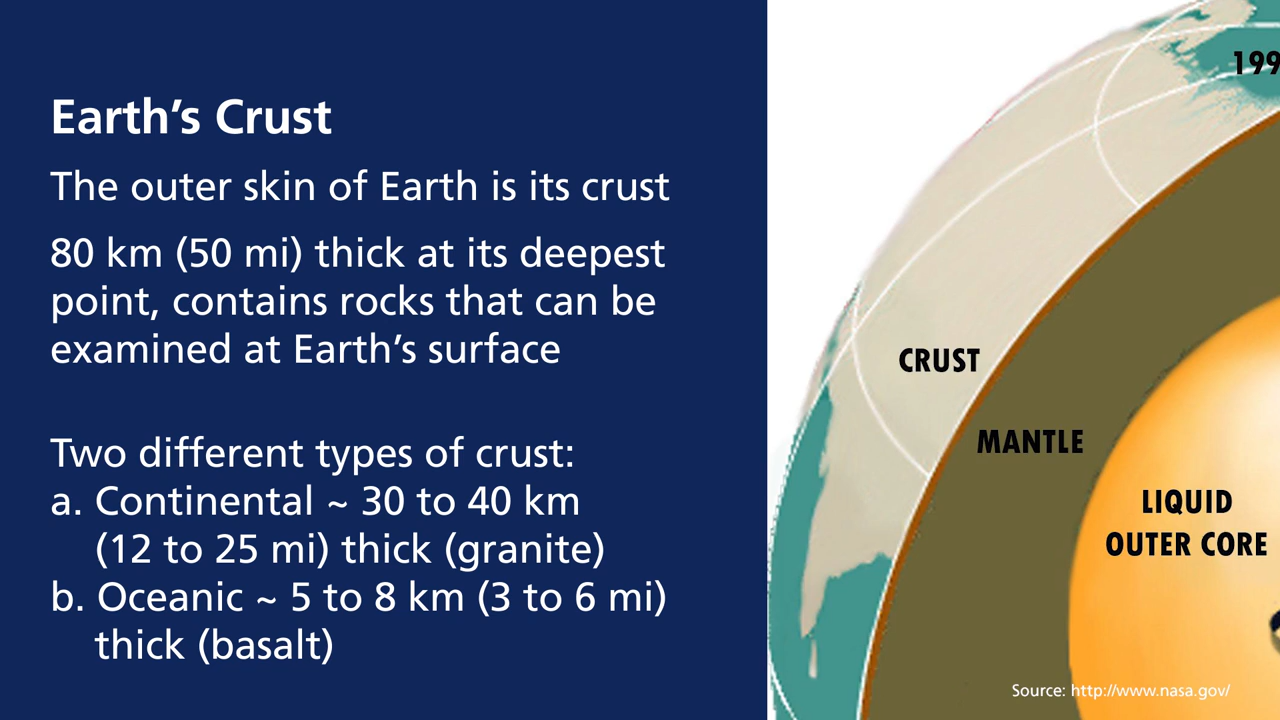 Earth’s Crust
The outer skin of Earth is its crust
80 km (50 mi) thick at its deepest
point, contains rocks that can be
examined at Earth’s surface
Two different types of crust:
a. Continental ~ 30 to 40 km
(12 to 25 mi) thick (granite)
b. Oceanic ~ 5 to 8 km (3 to 6 mi)
thick (basalt)
199
CRUST
MANTLE
LIQUID
OUTER CORE
Source: http://www.nasa.gov/